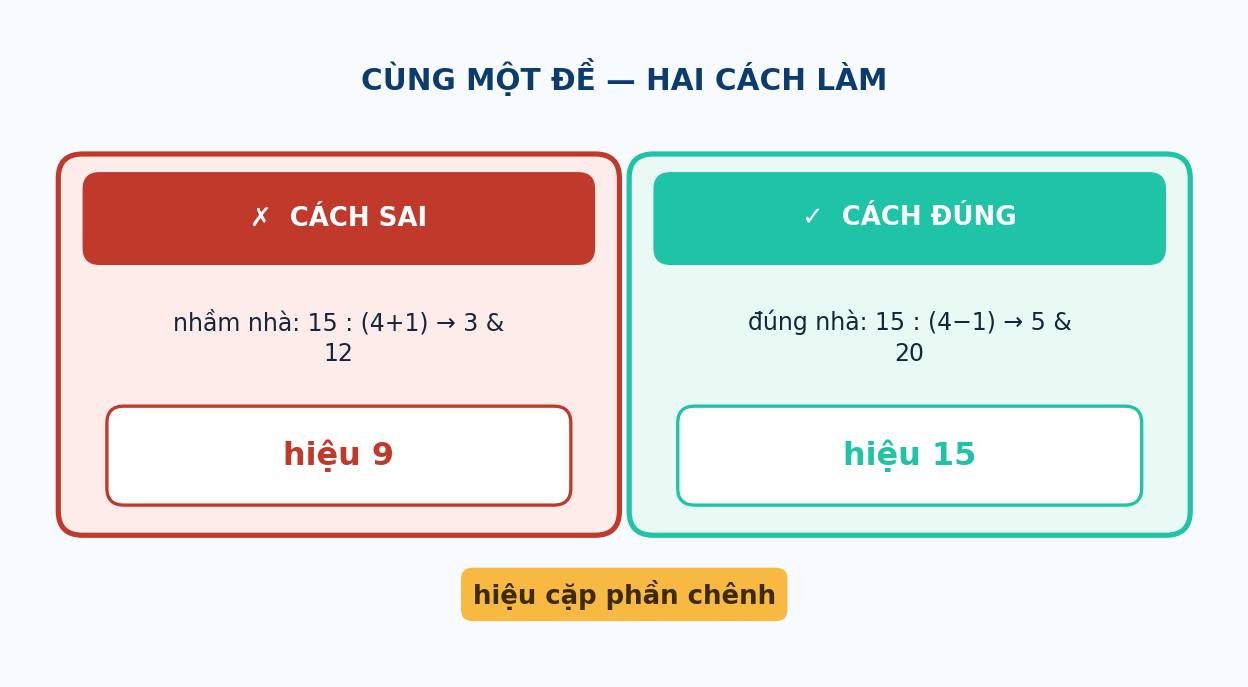 CÙNG MỘT ĐỀ — HAI CÁCH LÀM
✗ CÁCH SAI
nhầm nhà: 15 : (4+1) → 3 &
12
hiệu 9
✓ CÁCH ĐÚNG
đúng nhà: 15 : (4−1) → 5 &
20
hiệu 15
hiệu cặp phần chênh